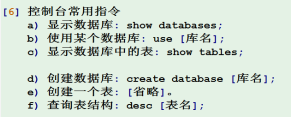 [6] 控制台常用指令
a) 显示数据库: show databases;
b) 使用某个数据库: use [库名];
c) 显示数据库中的表: show tables;
d) 创建数据库: create database [库名];
e) 创建一个表: [省略]。
f) 查询表结构: desc [表名];